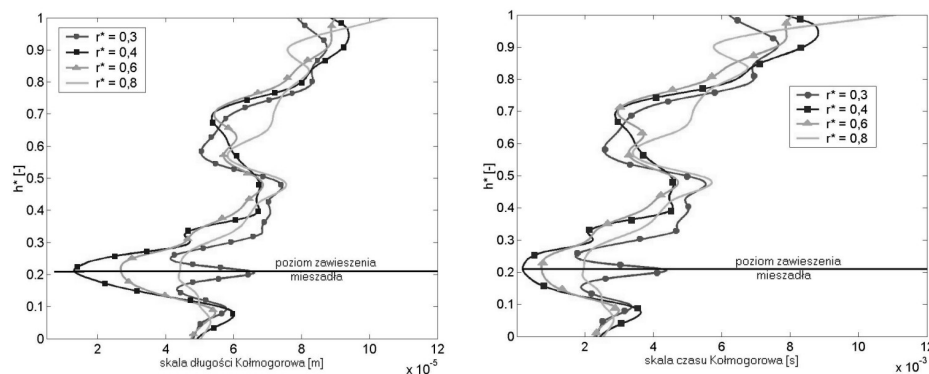 1
0.9
0.8
0.7
0.6
0.5
0.4
0.3
0.2
0.1
0
h* [-]
r* = 0,3
r* = 0,4
r* = 0,6
r* = 0,8
poziom zawieszenia
mieszadła
2
4
6
8
10
12
skala długości Kołmogorowa [m]
x 10-5
1
0.9
0.8
0.7
0.6
0.5
0.4
0.3
0.2
0.1
0
h* [-]
r* = 0,3
r* = 0,4
r* = 0,6
r* = 0,8
poziom zawieszenia
mieszadła
2
4
6
8
10
12
skala czasu Kołmogorowa [s]
x 10-3